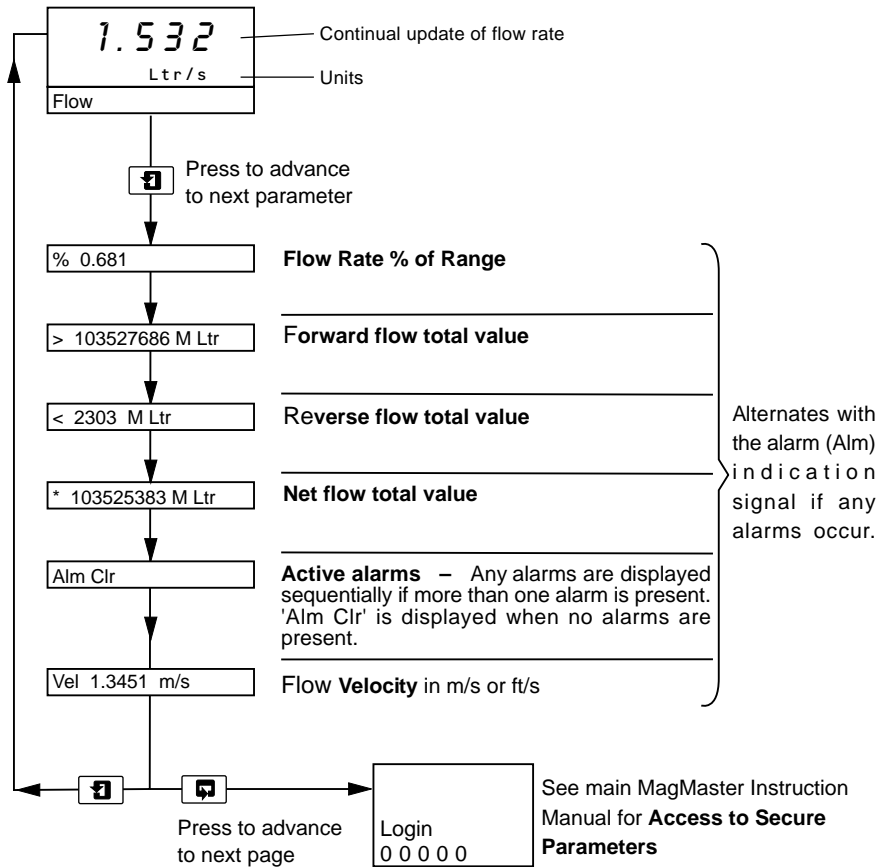 1.532
Continual update of flow rate
Ltr/s
Units
Flow
Press to advance
to next parameter
% 0.681
Flow Rate % of Range
> 103527686 M Ltr
Forward flow total value
< 2303 M Ltr
Reverse flow total value
* 103525383 M Ltr
Net flow total value
Alm Clr
Active alarms – Any alarms are displayed
sequentially if more than one alarm is present.
'Alm Clr' is displayed when no alarms are
present.
Vel 1.3451 m/s
Flow Velocity in m/s or ft/s
Alternates with
the alarm (Alm)
indication
signal if any
alarms occur.
Press to advance
to next page
Login
0 0 0 0 0
See main MagMaster Instruction
Manual for Access to Secure
Parameters